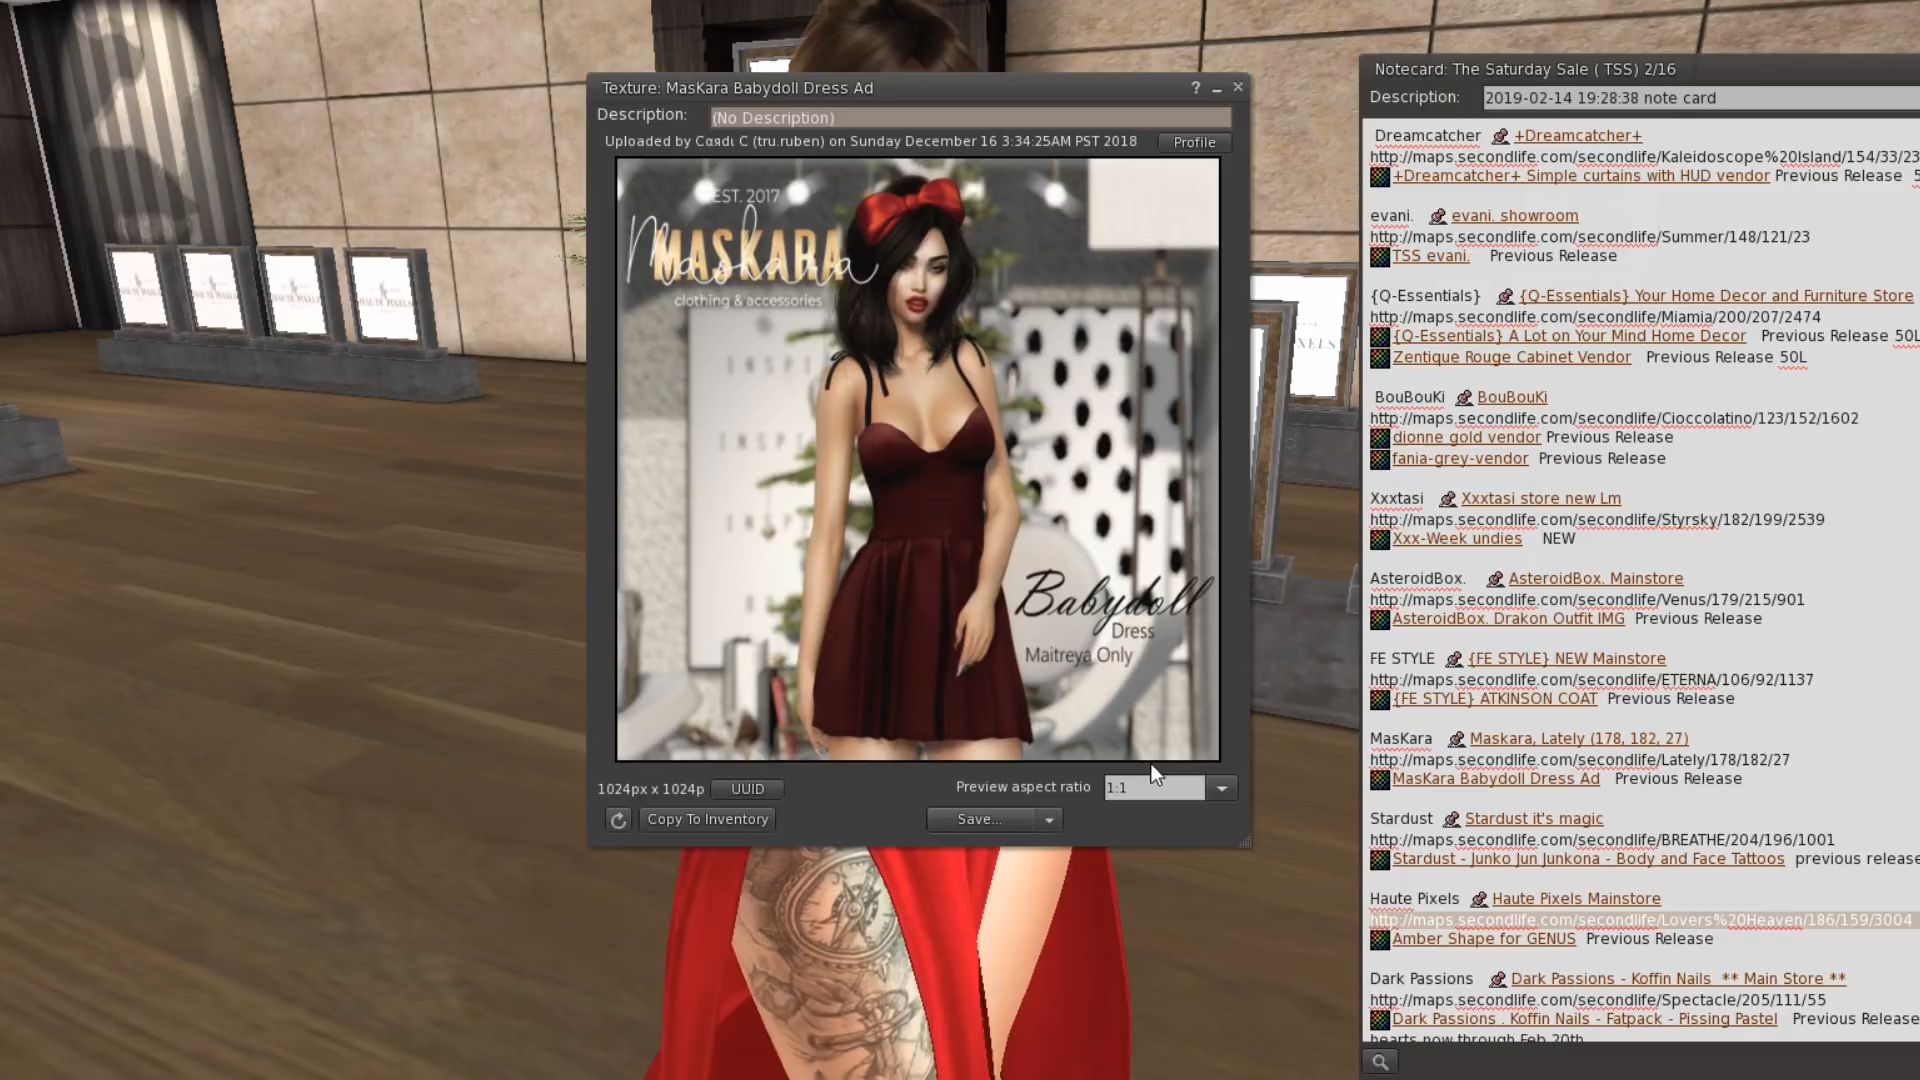 Texture: MasKara Babydoll Dress Ad
Description: (No Description)
Uploaded by Cαя∂ι C (tru.ruben) on Sunday December 16 3:34:25AM PST 2018 Profile
EST. 2017
Maskara
MASKARA
clothing & accessories
INSPI
INSPI
INSPI
Babydoll
Dress
Maitreya Only
1024px x 1024p UUID Preview aspect ratio 1:1
Copy To Inventory Save...
Notecard: The Saturday Sale ( TSS) 2/16
Description: 2019-02-14 19:28:38 note card
Dreamcatcher +Dreamcatcher+
http://maps.secondlife.com/secondlife/Kaleidoscope%20Island/154/33/23
+Dreamcatcher+ Simple curtains with HUD vendor Previous Release 5
evani. evani. showroom
http://maps.secondlife.com/secondlife/Summer/148/121/23
TSS evani. Previous Release
{Q-Essentials} {Q-Essentials} Your Home Decor and Furniture Store
http://maps.secondlife.com/secondlife/Miamia/200/207/2474
{Q-Essentials} A Lot on Your Mind Home Decor Previous Release 50L
Zentique Rouge Cabinet Vendor Previous Release 50L
BouBouKi BouBouKi
http://maps.secondlife.com/secondlife/Cioccolatino/123/152/1602
dionne gold vendor Previous Release
fania-grey-vendor Previous Release
Xxxtasi Xxxtasi store new Lm
http://maps.secondlife.com/secondlife/Styrsky/182/199/2539
Xxx-Week undies NEW
AsteroidBox. AsteroidBox. Mainstore
http://maps.secondlife.com/secondlife/Venus/179/215/901
AsteroidBox. Drakon Outfit IMG Previous Release
FE STYLE {FE STYLE} NEW Mainstore
http://maps.secondlife.com/secondlife/ETERNA/106/92/1137
{FE STYLE} ATKINSON COAT Previous Release
MasKara Maskara, Lately (178, 182, 27)
http://maps.secondlife.com/secondlife/Lately/178/182/27
MasKara Babydoll Dress Ad Previous Release
Stardust Stardust it's magic
http://maps.secondlife.com/secondlife/BREATHE/204/196/1001
Stardust - Junko Jun Junkona - Body and Face Tattoos previous release
Haute Pixels Haute Pixels Mainstore
http://maps.secondlife.com/secondlife/Lovers%20Heaven/186/159/3004
Amber Shape for GENUS Previous Release
Dark Passions Dark Passions - Koffin Nails ** Main Store **
http://maps.secondlife.com/secondlife/Spectacle/205/111/55
Dark Passions . Koffin Nails - Fatpack - Pissing Pastel Previous Release
hearts now through Feb 20th